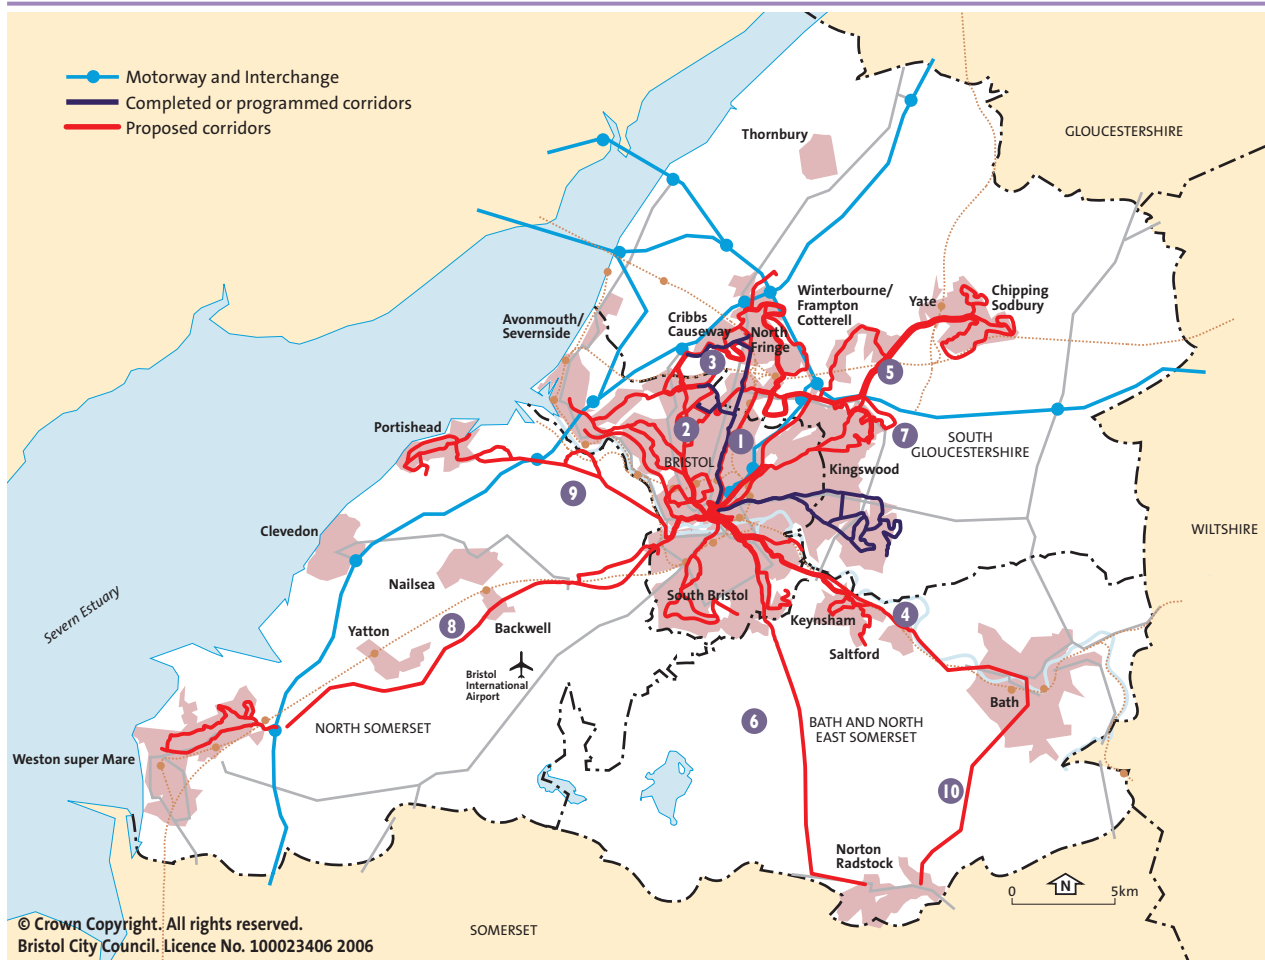 Motorway and Interchange
Completed or programmed corridors
Proposed corridors
Thornbury
GLOUCESTERSHIRE
Winterbourne/
Frampton
Cotterell
Yate
Chipping
Sodbury
Avonmouth/
Severnside
Cribbs
Causeway
North
Fringe
3
5
Portishead
2
1
7
SOUTH
GLOUCESTERSHIRE
BRISTOL
Kingswood
9
Clevedon
WILTSHIRE
Nailsea
South Bristol
Severn Estuary
Yatton
8
Backwell
Keynsham
4
Saltford
Bristol
International
Airport
Bath
NORTH SOMERSET
6
BATH AND NORTH
EAST SOMERSET
Weston super Mare
10
Norton
Radstock
N
0
5km
© Crown Copyright. All rights reserved.
Bristol City Council. Licence No. 100023406 2006
SOMERSET